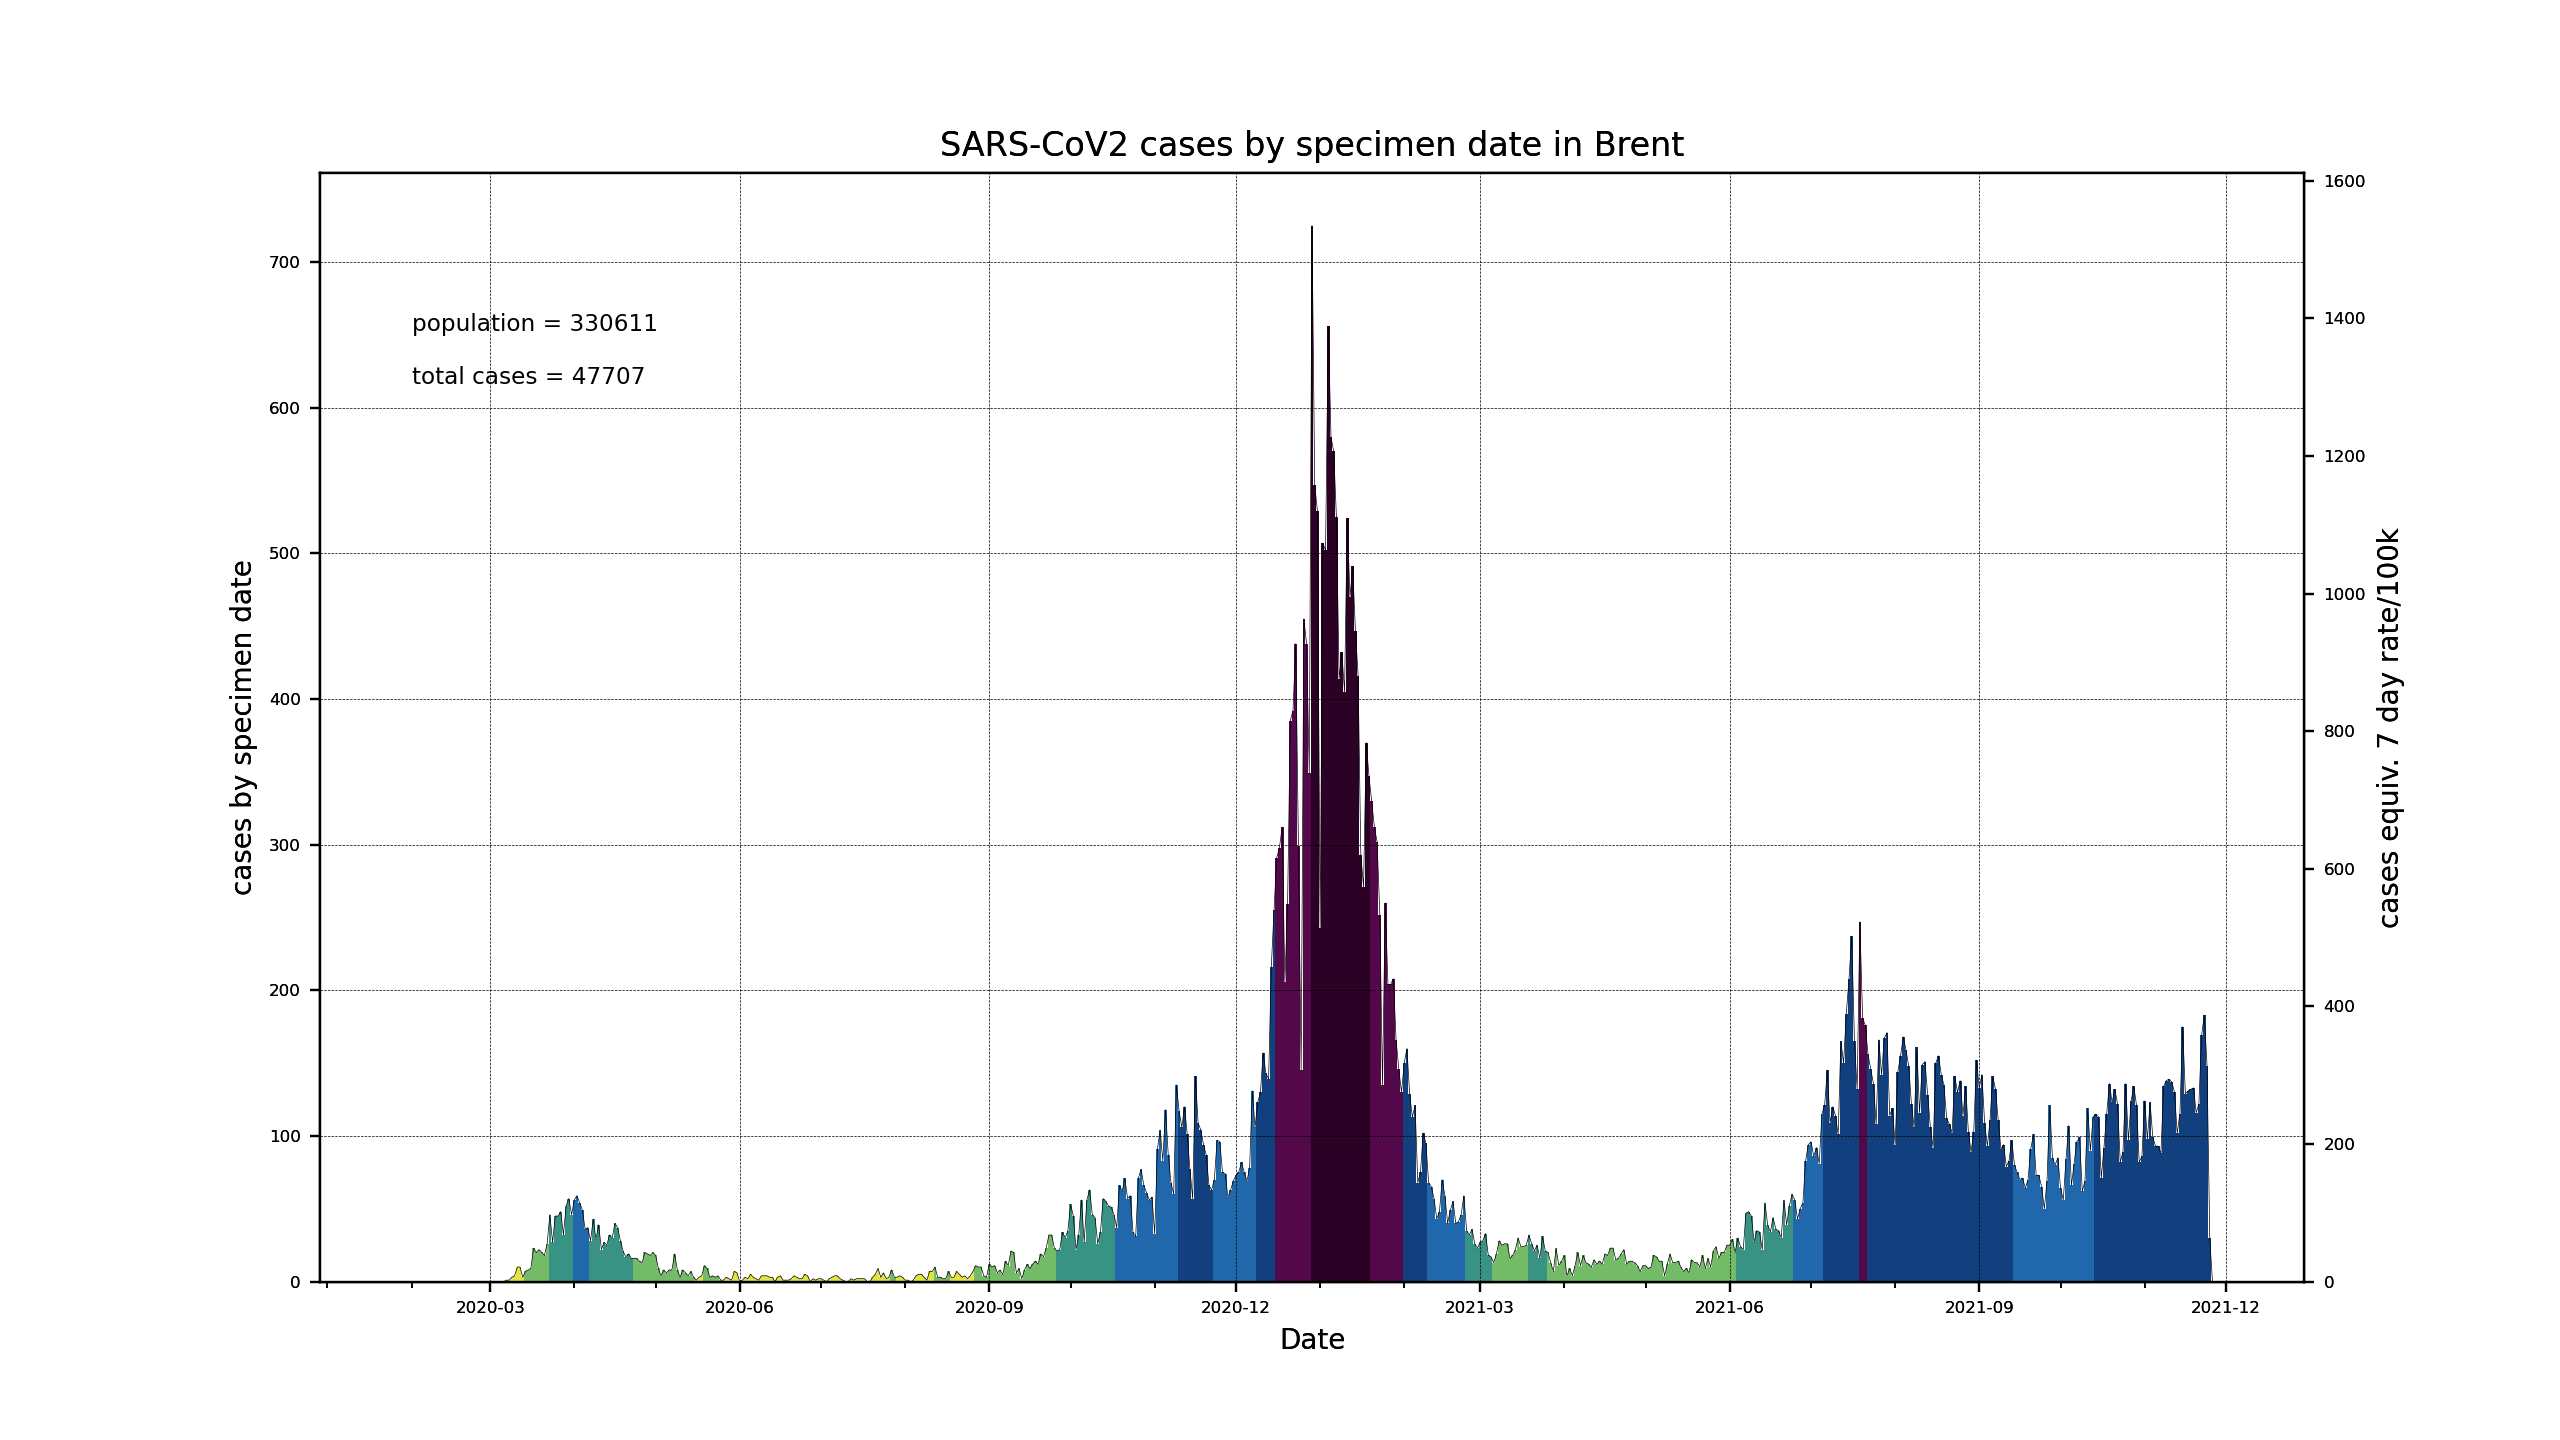 SARS-CoV2 cases by specimen date in Brent
population = 330611
total cases = 47707
cases by specimen date
700
600
500
400
300
200
100
0
1600
1400
1200
1000
800
600
400
200
0
cases equiv. 7 day rate/100k
2020-03 2020-06 2020-09 2020-12 2021-03 2021-06 2021-09 2021-12
Date